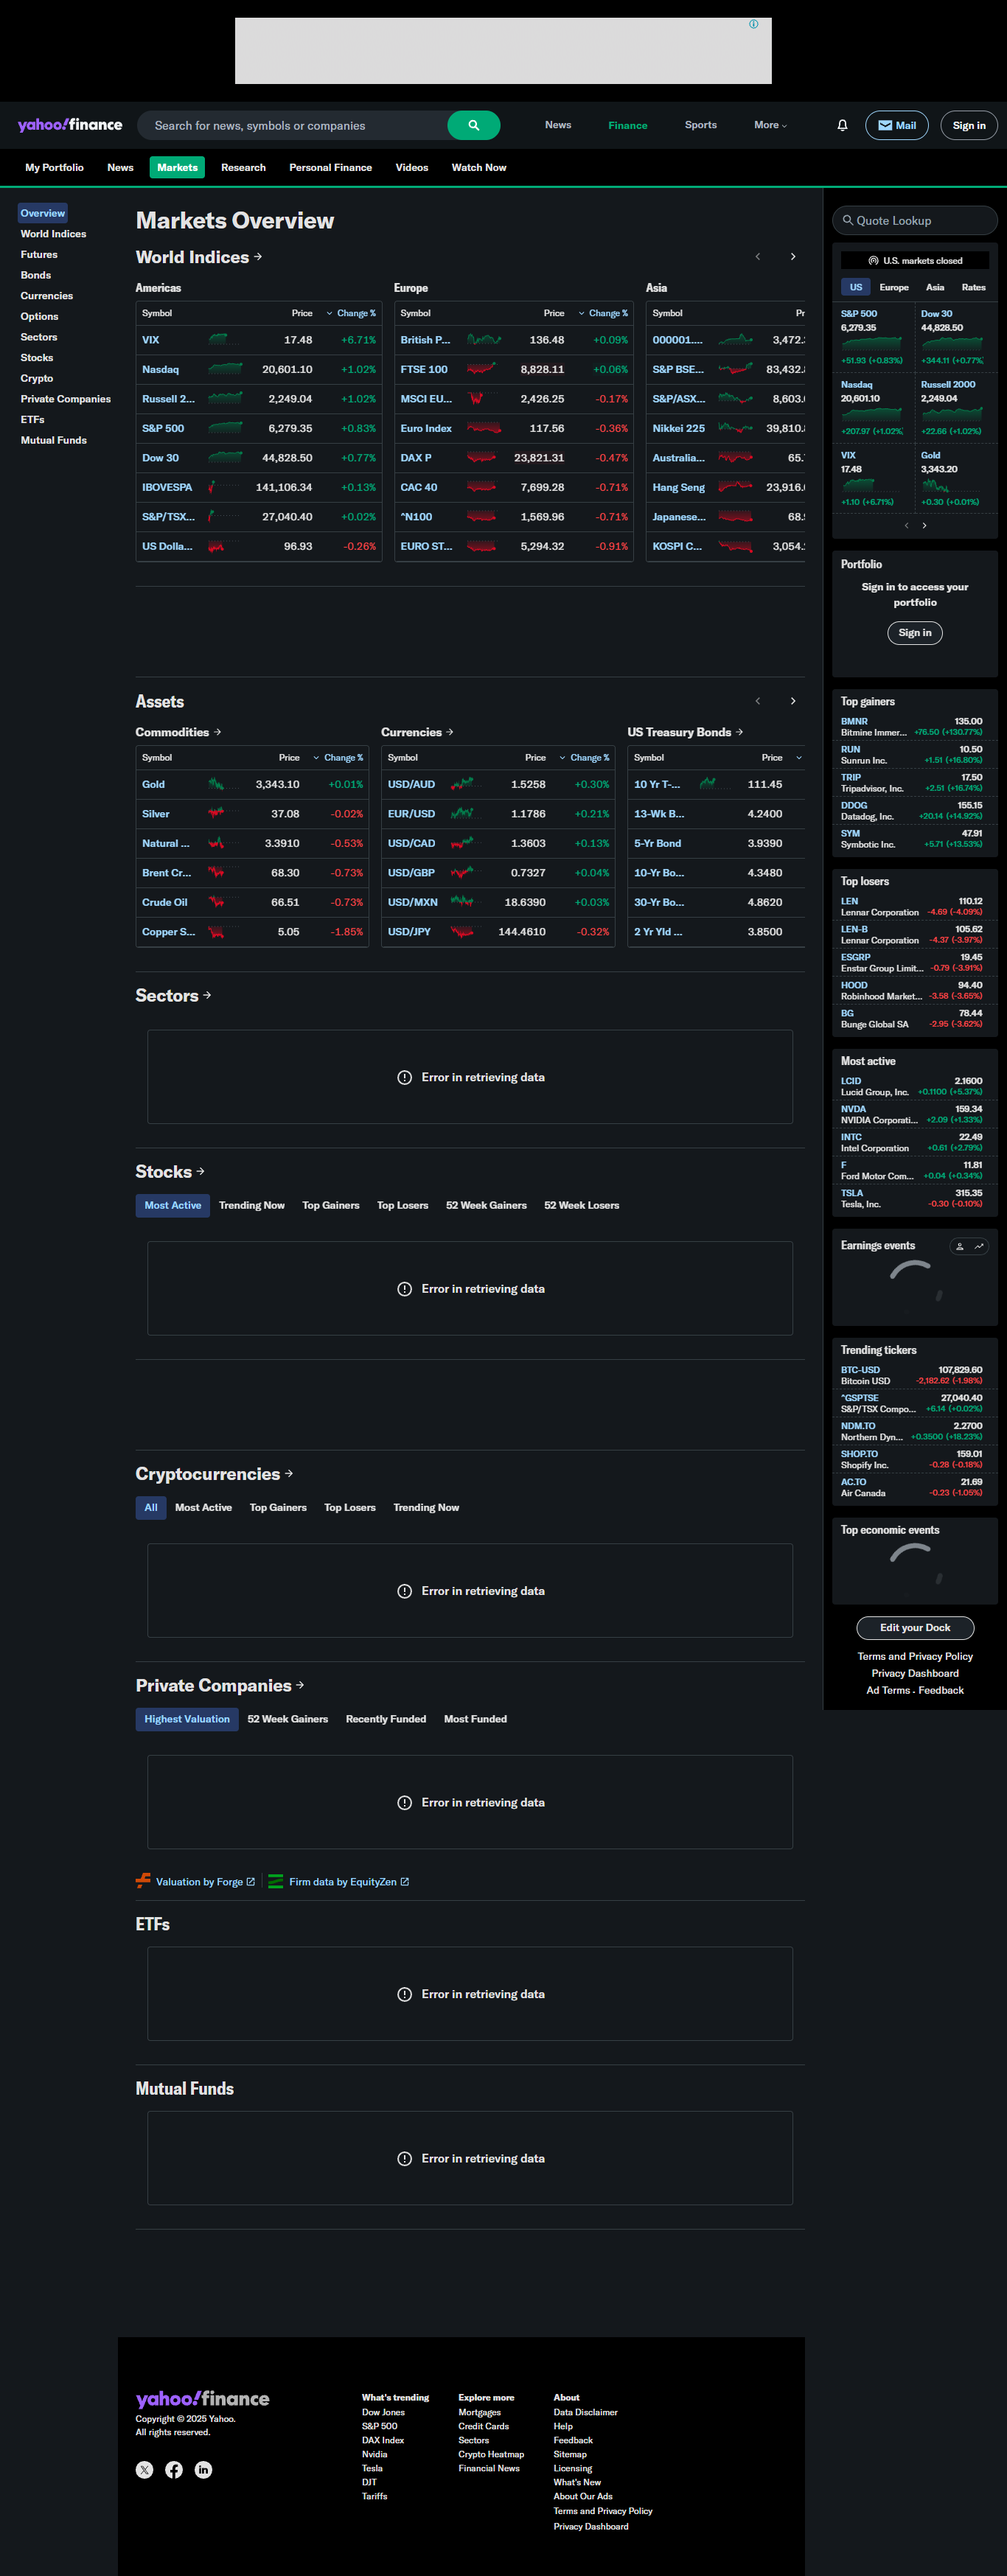 yahoo!finance
Search for news, symbols or companies
News
Finance
Sports
More
Mail
Sign in
My Portfolio
News
Markets
Research
Personal Finance
Videos
Watch Now
Overview
World Indices
Futures
Bonds
Currencies
Options
Sectors
Stocks
Crypto
Private Companies
ETFs
Mutual Funds
Markets Overview
World Indices
Americas
Symbol Price Change %
VIX 17.48 +6.71%
Nasdaq 20,601.10 +1.02%
Russell 2... 2,249.04 +1.02%
S&P 500 6,279.35 +0.83%
Dow 30 44,828.50 +0.77%
IBOVESPA 141,106.34 +0.13%
S&P/TSX... 27,040.40 +0.02%
US Dolla... 96.93 -0.26%
Europe
Symbol Price Change %
British P... 136.48 +0.09%
FTSE 100 8,828.11 +0.06%
MSCI EU... 2,426.25 -0.17%
Euro Index 117.56 -0.36%
DAX P 23,821.31 -0.47%
CAC 40 7,699.28 -0.71%
^N100 1,569.96 -0.71%
EURO ST... 5,294.32 -0.91%
Asia
Symbol Pr
000001.... 3,472.
S&P BSE... 83,432.
S&P/ASX... 8,603.
Nikkei 225 39,810.
Australia... 65.
Hang Seng 23,916.
Japanese... 68.
KOSPI C... 3,054.
Assets
Commodities
Symbol Price Change %
Gold 3,343.10 +0.01%
Silver 37.08 -0.02%
Natural ... 3.3910 -0.53%
Brent Cr... 68.30 -0.73%
Crude Oil 66.51 -0.73%
Copper S... 5.05 -1.85%
Currencies
Symbol Price Change %
USD/AUD 1.5258 +0.30%
EUR/USD 1.1786 +0.21%
USD/CAD 1.3603 +0.13%
USD/GBP 0.7327 +0.04%
USD/MXN 18.6390 +0.03%
USD/JPY 144.4610 -0.32%
US Treasury Bonds
Symbol Price
10 Yr T-... 111.45
13-Wk B... 4.2400
5-Yr Bond 3.9390
10-Yr Bo... 4.3480
30-Yr Bo... 4.8620
2 Yr Yld ... 3.8500
Sectors
Error in retrieving data
Stocks
Most Active Trending Now Top Gainers Top Losers 52 Week Gainers 52 Week Losers
Error in retrieving data
Cryptocurrencies
All Most Active Top Gainers Top Losers Trending Now
Error in retrieving data
Private Companies
Highest Valuation 52 Week Gainers Recently Funded Most Funded
Error in retrieving data
Valuation by Forge
Firm data by EquityZen
ETFs
Error in retrieving data
Mutual Funds
Error in retrieving data
Quote Lookup
U.S. markets closed
US Europe Asia Rates
S&P 500
6,279.35
+51.93 (+0.83%)
Dow 30
44,828.50
+344.11 (+0.77%
Nasdaq
20,601.10
+207.97 (+1.02%
Russell 2000
2,249.04
+22.66 (+1.02%)
VIX
17.48
+1.10 (+6.71%)
Gold
3,343.20
+0.30 (+0.01%)
Portfolio
Sign in to access your
portfolio
Sign in
Top gainers
BMNR 135.00
Bitmine Immer... +76.50 (+130.77%)
RUN 10.50
Sunrun Inc. +1.51 (+16.80%)
TRIP 17.50
Tripadvisor, Inc. +2.51 (+16.74%)
DDOG 155.15
Datadog, Inc. +20.14 (+14.92%)
SYM 47.91
Symbotic Inc. +5.71 (+13.53%)
Top losers
LEN 110.12
Lennar Corporation -4.69 (-4.09%)
LEN-B 105.62
Lennar Corporation -4.37 (-3.97%)
ESGRP 19.45
Enstar Group Limit... -0.79 (-3.91%)
HOOD 94.40
Robinhood Market... -3.58 (-3.65%)
BG 78.44
Bunge Global SA -2.95 (-3.62%)
Most active
LCID 2.1600
Lucid Group, Inc. +0.1100 (+5.37%)
NVDA 159.34
NVIDIA Corporati... +2.09 (+1.33%)
INTC 22.49
Intel Corporation +0.61 (+2.79%)
F 11.81
Ford Motor Com... +0.04 (+0.34%)
TSLA 315.35
Tesla, Inc. -0.30 (-0.10%)
Earnings events
Trending tickers
BTC-USD 107,829.60
Bitcoin USD -2,182.62 (-1.98%)
^GSPTSE 27,040.40
S&P/TSX Compo... +6.14 (+0.02%)
NDM.TO 2.2700
Northern Dyn... +0.3500 (+18.23%)
SHOP.TO 159.01
Shopify Inc. -0.28 (-0.18%)
AC.TO 21.69
Air Canada -0.23 (-1.05%)
Top economic events
Edit your Dock
Terms and Privacy Policy
Privacy Dashboard
Ad Terms . Feedback
yahoo!finance
Copyright © 2025 Yahoo.
All rights reserved.
What's trending
Dow Jones
S&P 500
DAX Index
Nvidia
Tesla
DJT
Tariffs
Explore more
Mortgages
Credit Cards
Sectors
Crypto Heatmap
Financial News
About
Data Disclaimer
Help
Feedback
Sitemap
Licensing
What's New
About Our Ads
Terms and Privacy Policy
Privacy Dashboard